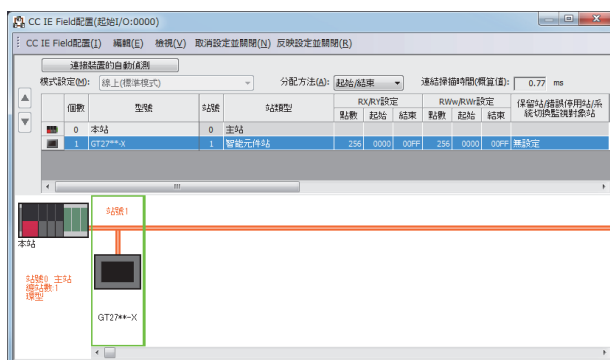 CC IE Field配置(起始I/O:0000)
CC IE Field配置(I) 編輯(E) 檢視(V) 取消設定並關閉(N) 反映設定並關閉(R)
連接裝置的自動偵測
模式設定(M): 線上(標準模式) 分配方法(A): 起始/結束 連結掃描時間(概算值): 0.77 ms
個數 型號 站號 站類型 RX/RY設定 RWw/RWr設定 保留站/錯誤停用站/系統切換監視對象站
點數 起始 結束 點數 起始 結束
0 本站 0 主站
1 GT27**-X 1 智能元件站 256 0000 00FF 256 0000 00FF 無設定
站號1
本站
站號0 主站
總站數:1
環型
GT27**-X